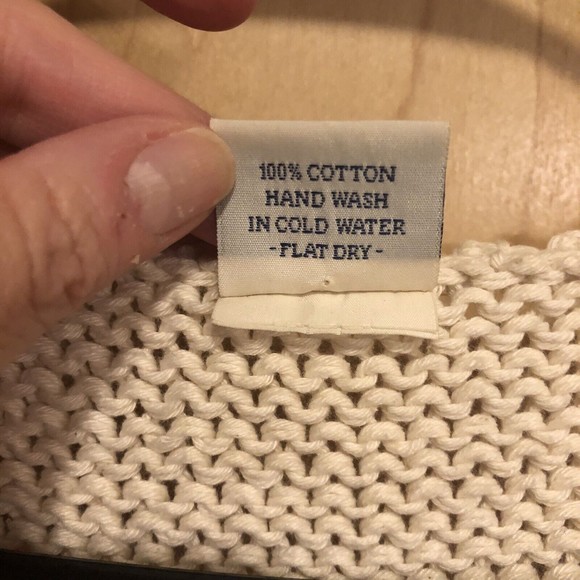 100% COTTON
HAND WASH
IN COLD WATER
-FLAT DRY-